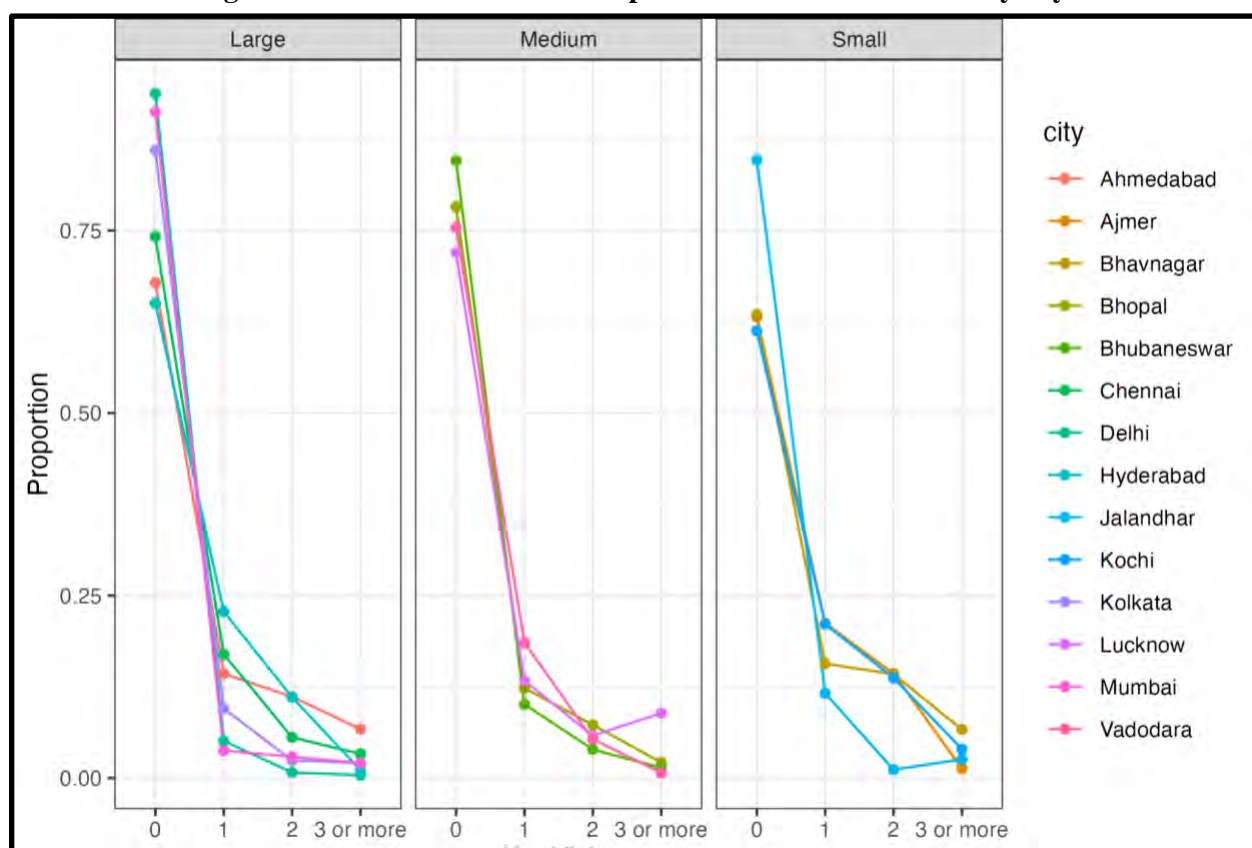 Large Medium Small
city
Ahmedabad
Ajmer
Bhavnagar
Bhopal
Bhubaneswar
Chennai
Delhi
Hyderabad
Jalandhar
Kochi
Kolkata
Lucknow
Mumbai
Vadodara
Proportion
0.75
0.50
0.25
0.00
0 1 2 3 or more 0 1 2 3 or more 0 1 2 3 or more